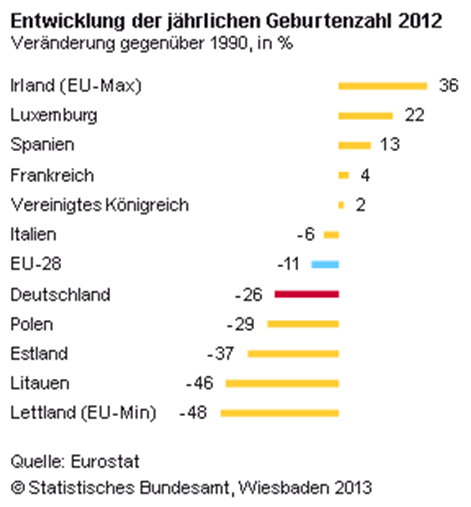 Entwicklung der jährlichen Geburtenzahl 2012
Veränderung gegenüber 1990, in %
Irland (EU-Max) 36
Luxemburg 22
Spanien 13
Frankreich 4
Vereinigtes Königreich 2
Italien -6
EU-28 -11
Deutschland -26
Polen -29
Estland -37
Litauen -46
Lettland (EU-Min) -48
Quelle: Eurostat
© Statistisches Bundesamt, Wiesbaden 2013